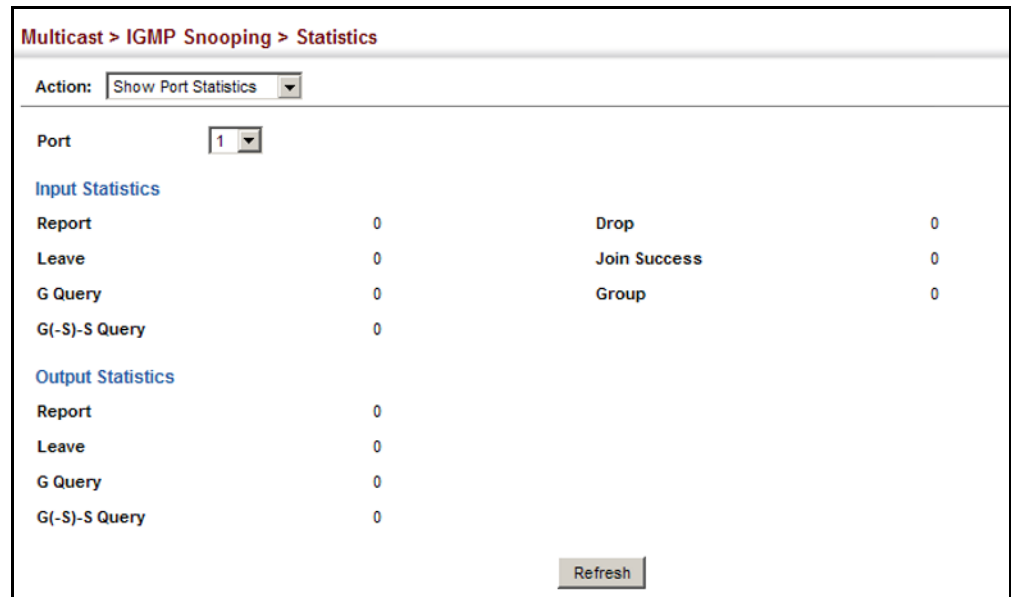 Multicast > IGMP Snooping > Statistics
Action: Show Port Statistics
Port 1
Input Statistics
Report 0 Drop 0
Leave 0 Join Success 0
G Query 0 Group 0
G(-S)-S Query 0
Output Statistics
Report 0
Leave 0
G Query 0
G(-S)-S Query 0
Refresh